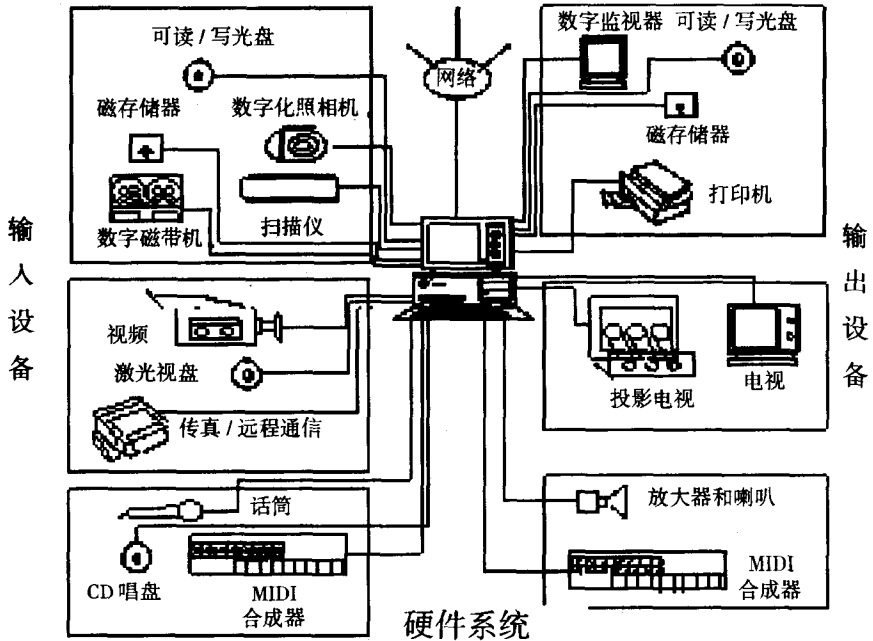 可读 / 写光盘
磁存储器
数字化照相机
数字磁带机
扫描仪
网络
数字监视器
可读 / 写光盘
磁存储器
打印机
输入设备
输出设备
视频
激光视盘
传真 / 远程通信
投影电视
电视
话筒
CD 唱盘
MIDI
合成器
放大器和喇叭
MIDI
合成器
硬件系统